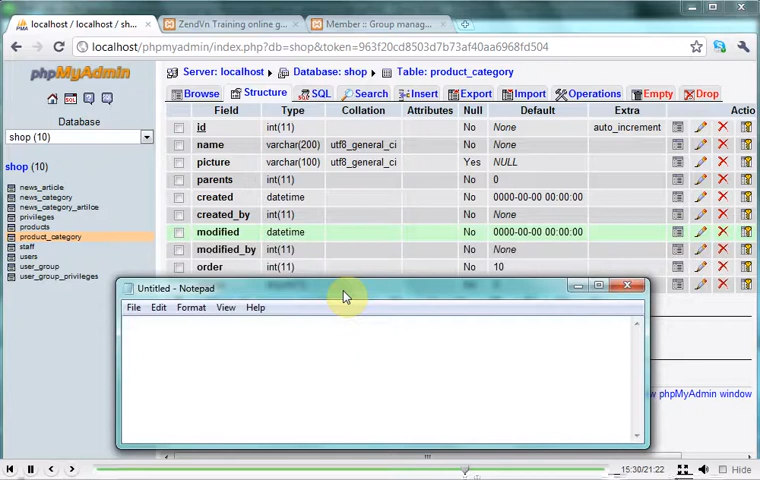 localhost / localhost / sho...
ZendVn Training online g...
Member :: Group manag...
localhost/phpmyadmin/index.php?db=shop&token=963f20cd8503d7b73af40aa6968fd504
phpMyAdmin
Database
shop (10)
shop (10)
news_article
news_category
news_category_artilce
privileges
products
product_category
staff
users
user_group
user_group_privileges
Server: localhost Database: shop Table: product_category
Browse Structure SQL Search Insert Export Import Operations Empty Drop
Field Type Collation Attributes Null Default Extra Actio
id int(11) No None auto_increment
name varchar(200) utf8_general_ci No None
picture varchar(100) utf8_general_ci Yes NULL
parents int(11) No 0
created datetime No 0000-00-00 00:00:00
created_by int(11) No None
modified datetime No 0000-00-00 00:00:00
modified_by int(11) No None
order int(11) No 10
Untitled - Notepad
File Edit Format View Help
phpMyAdmin window
15:30/21:22
Hide